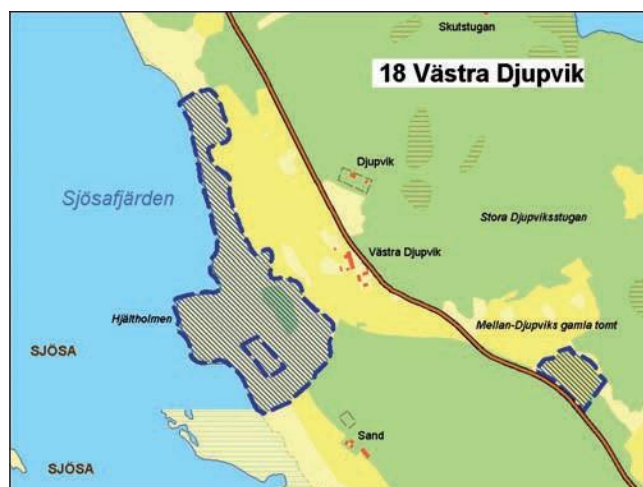 Skutstugan
18 Västra Djupvik
Djupvik
Sjösafjärden
Stora Djupviksstugan
Västra Djupvik
Hjältholmen
Mellan-Djupviks gamla tomt
SJÖSA
Sand
SJÖSA